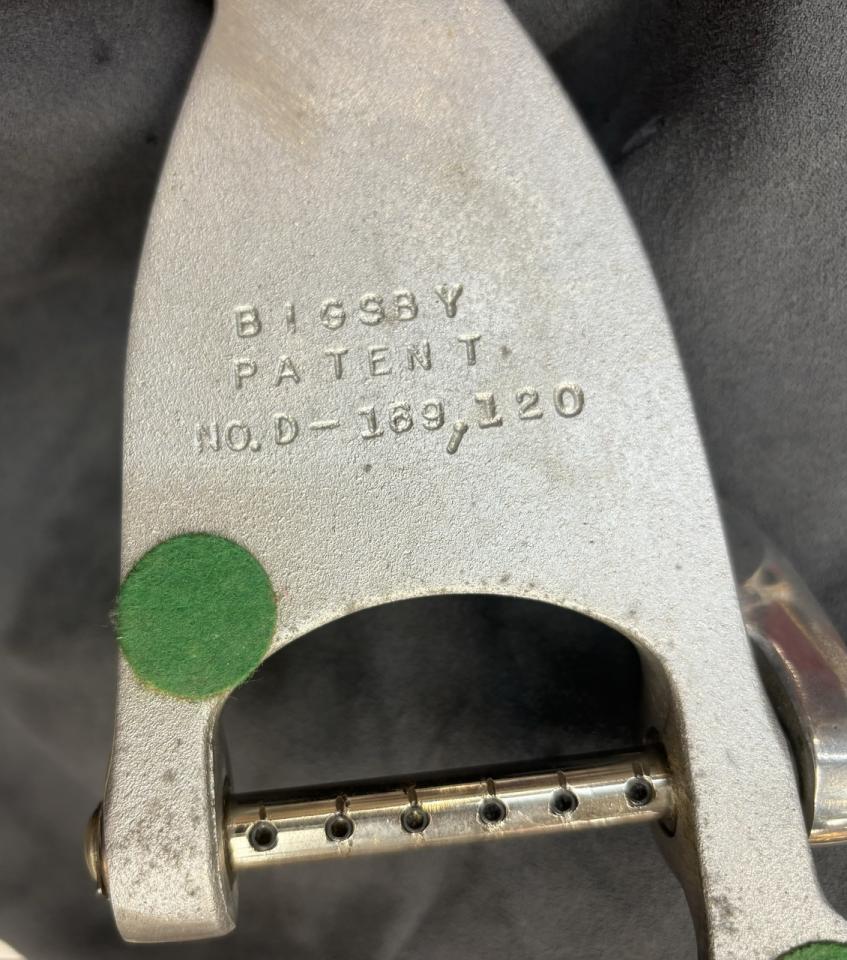 BIGSBY
PATENT.
NO. D-169,120